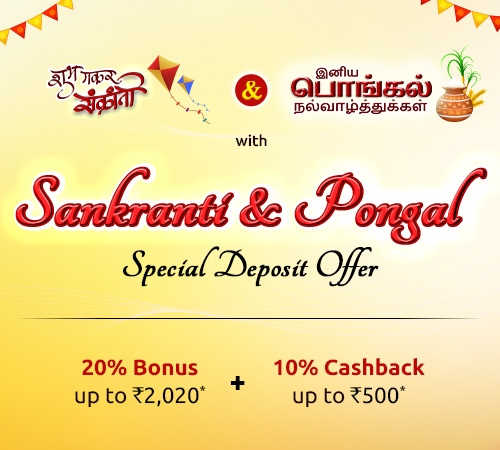 शुभ मकर
संक्रांती
&
இனிய
பொங்கல்
நல்வாழ்த்துக்கள்
with
Sankranti & Pongal
Special Deposit Offer
20% Bonus
up to ₹2,020*
+
10% Cashback
up to ₹500*